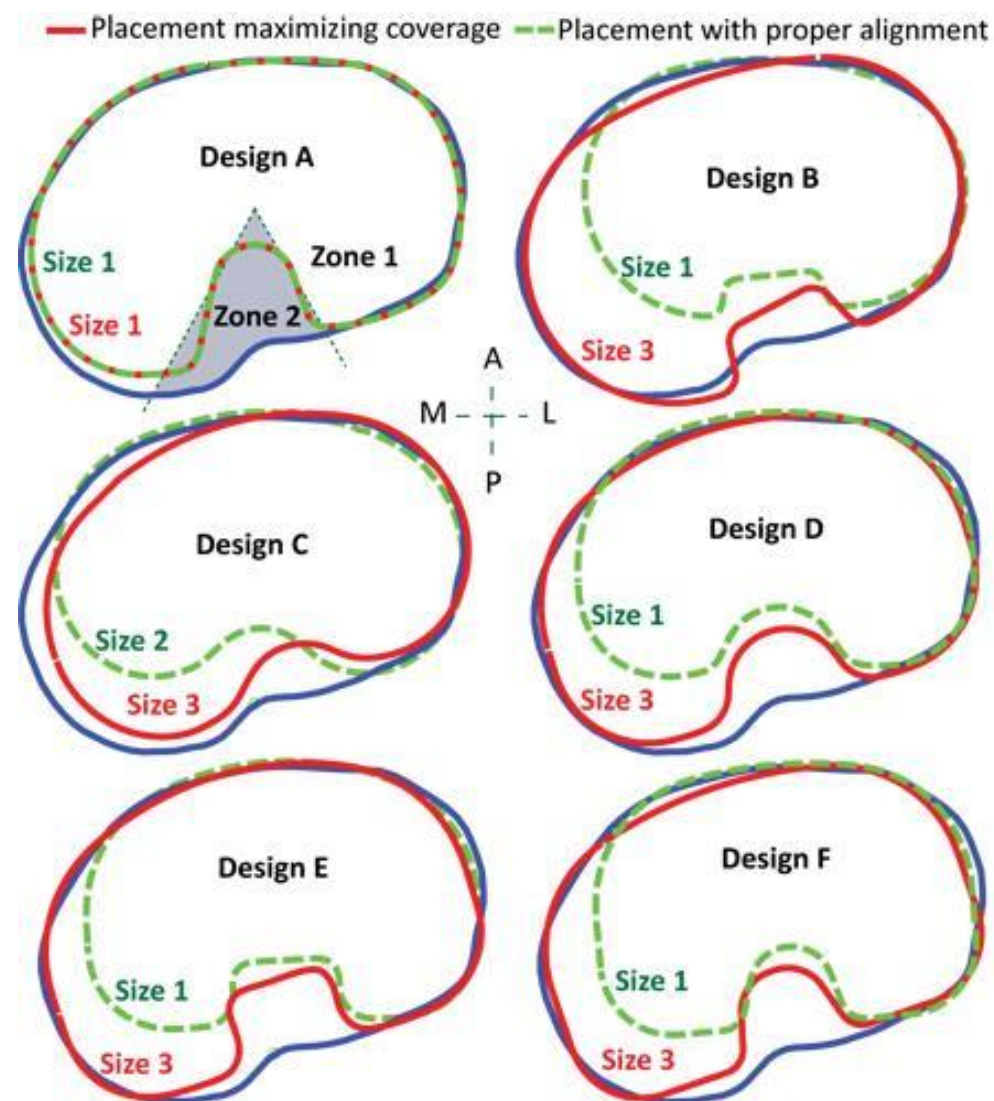 Placement maximizing coverage Placement with proper alignment
Design A
Size 1
Zone 1
Size 1
Zone 2
Design B
Size 1
Size 3
A
M L
P
Design C
Size 2
Size 3
Design D
Size 1
Size 3
Design E
Size 1
Size 3
Design F
Size 1
Size 3